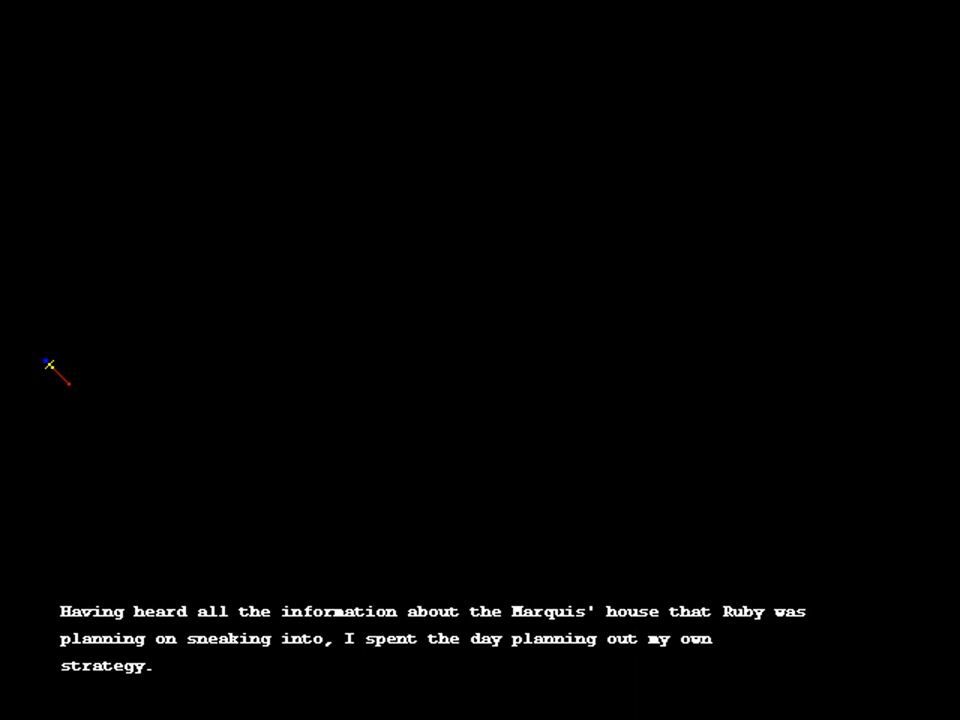 Having heard all the information about the Marquis' house that Ruby was
planning on sneaking into, I spent the day planning out my own
strategy.